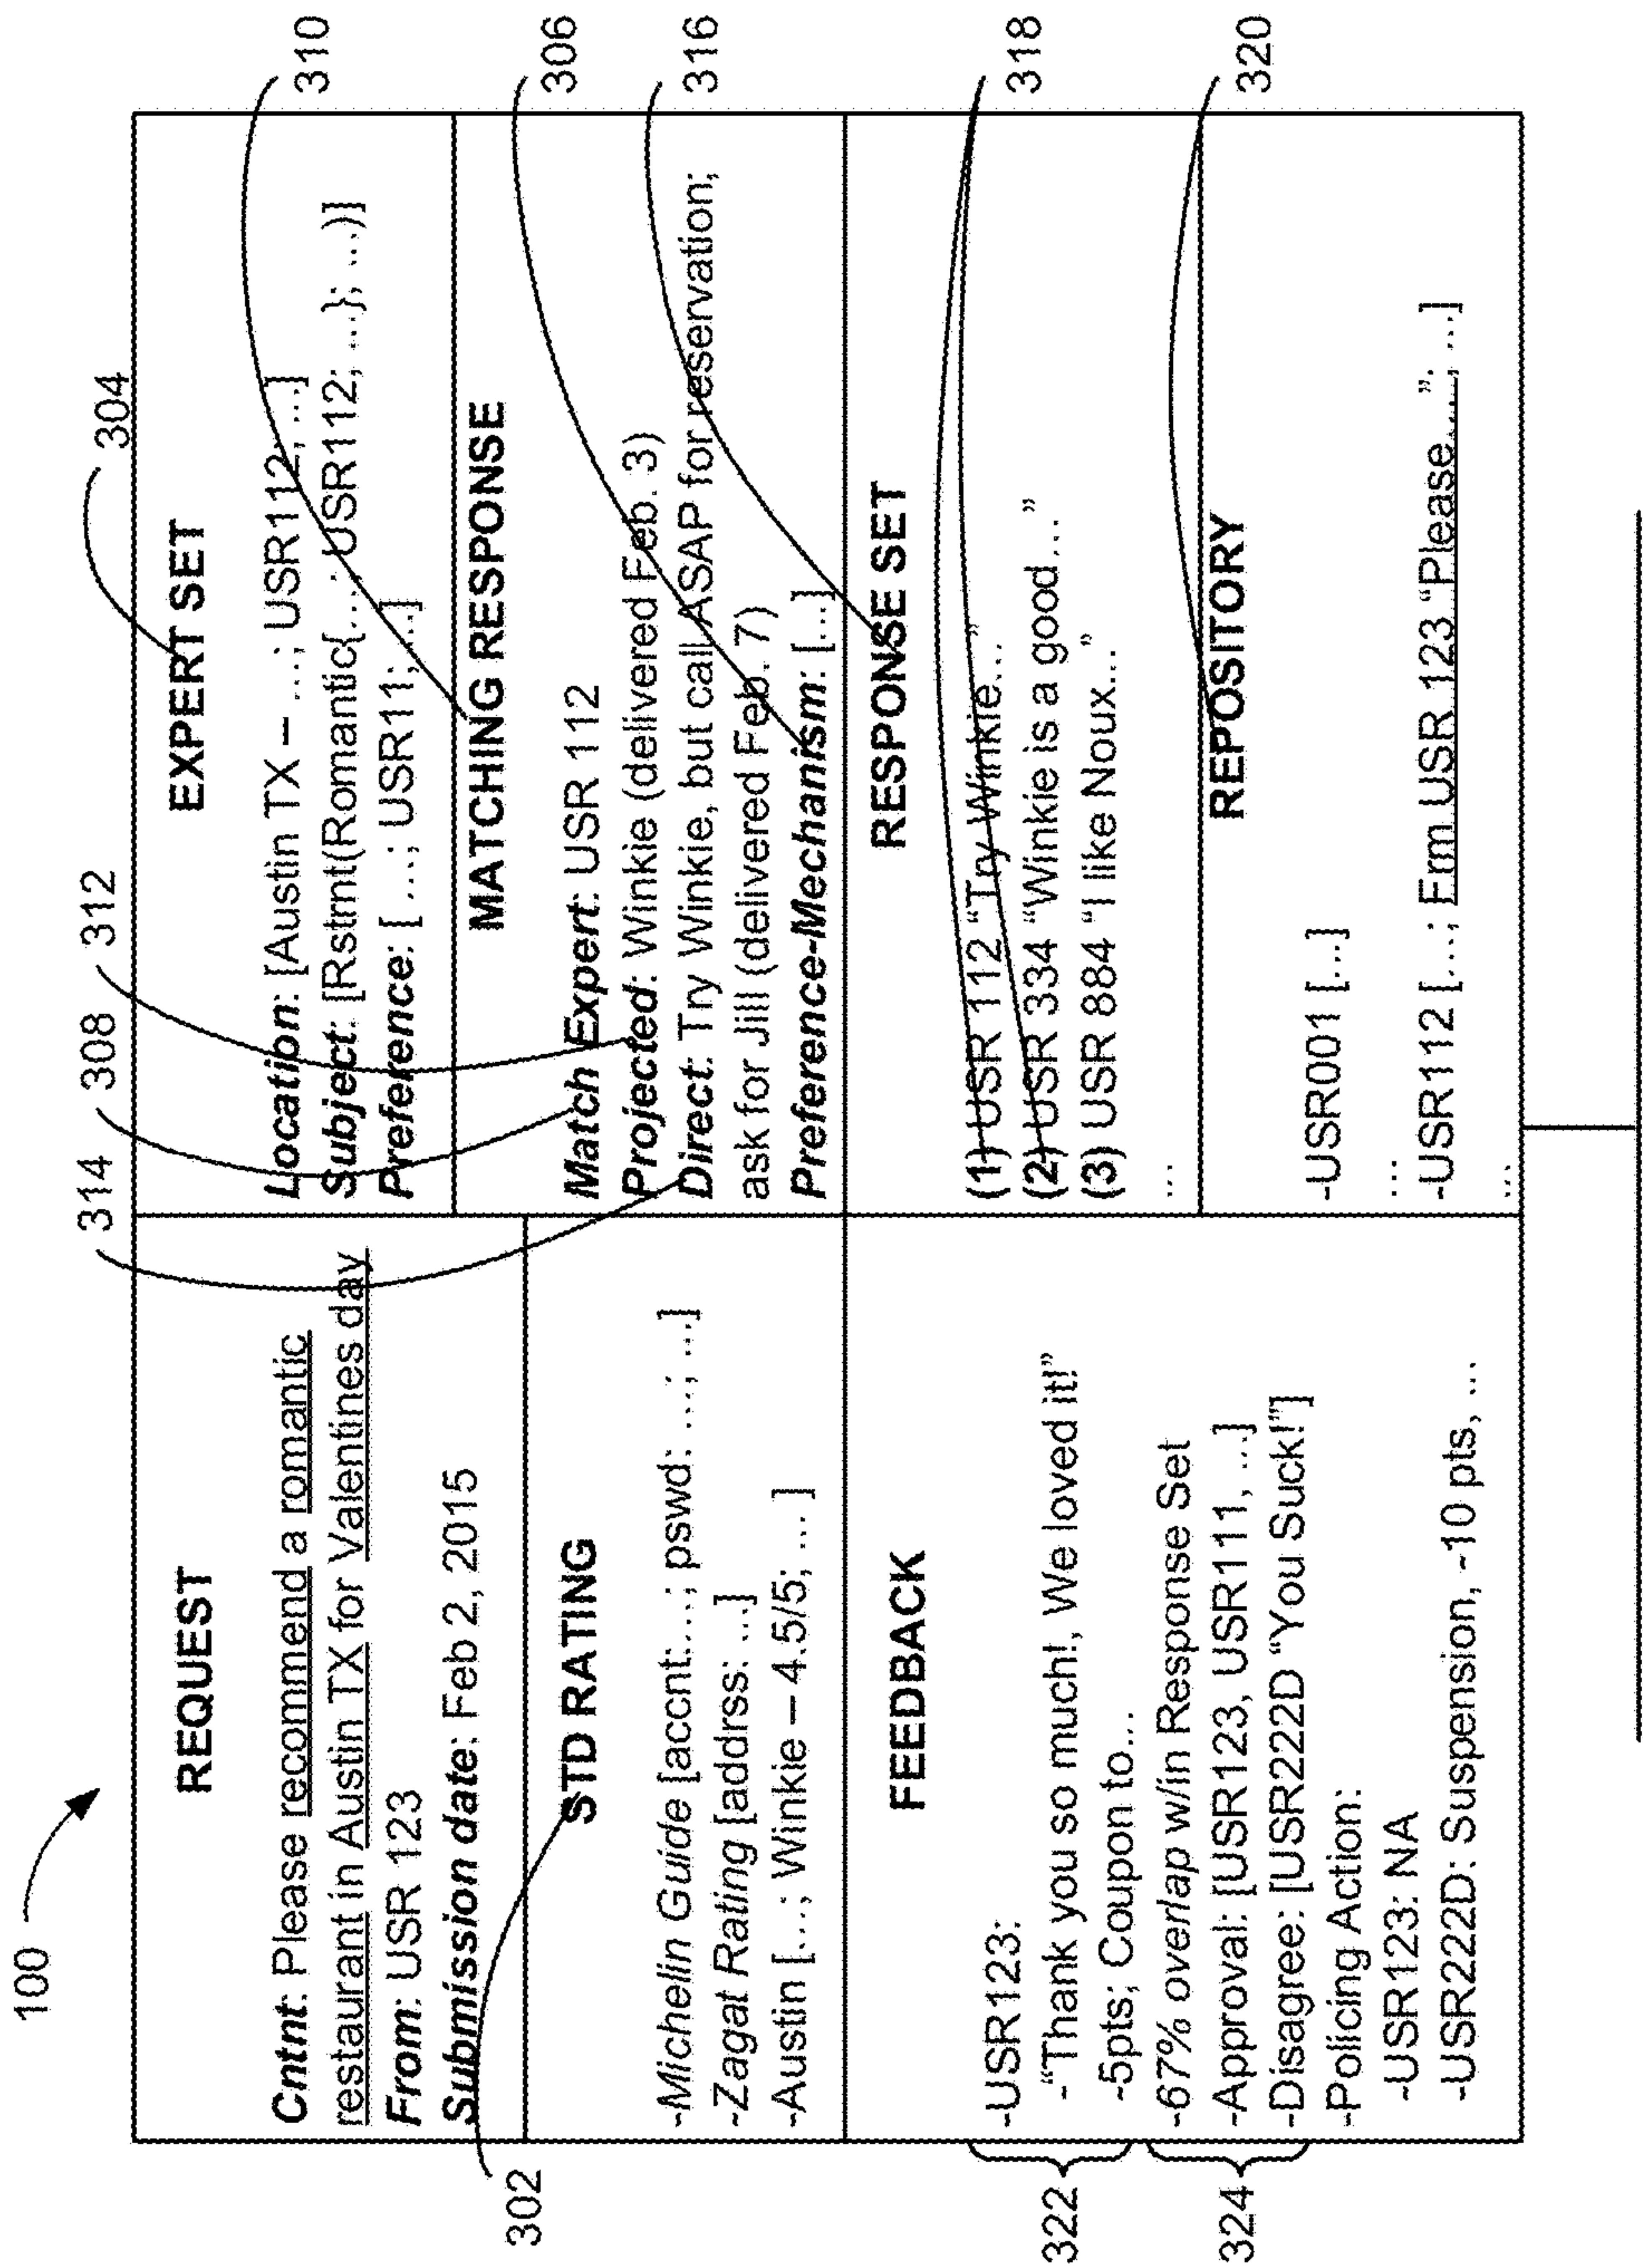 100
REQUEST
Cntnt: Please recommend a romantic
restaurant in Austin TX for Valentines day
From: USR 123
Submission date: Feb 2, 2015
302
STD RATING
-Michelin Guide [accnt:...; pswd: ...; ...]
-Zagat Rating [addrss: ...]
-Austin [...; Winkie – 4.5/5; ... ]
FEEDBACK
322
-USR123:
-“Thank you so much!, We loved it!”
-5pts; Coupon to...
324
-67% overlap w/in Response Set
-Approval: [USR123, USR111, ...]
-Disagree: [USR222D “You Suck!”]
-Policing Action:
-USR123: NA
-USR222D: Suspension, -10 pts, ...
314
308
312
304
EXPERT SET
Location: [Austin TX – ...; USR112; ...]
Subject: [Rstrnt(Romantic{...; USR112; ...}; ...)]
Preference: [ ...; USR11; ...]
310
MATCHING RESPONSE
Match Expert: USR 112
Projected: Winkie (delivered Feb. 3)
Direct: Try Winkie, but call ASAP for reservation;
ask for Jill (delivered Feb. 7)
Preference-Mechanism: [...]
306
316
RESPONSE SET
(1) USR 112 “Try Winkie...”
(2) USR 334 “Winkie is a good...”
(3) USR 884 “I like Noux...”
...
318
REPOSITORY
320
-USR001 [...]
...
-USR112 [...; Frm USR 123 “Please...”; ...]
...